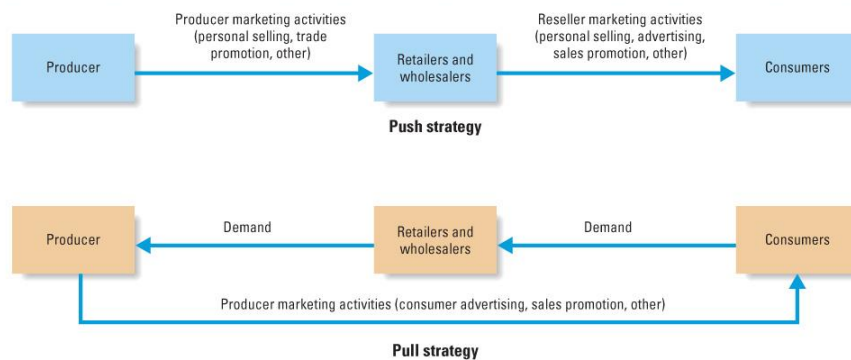 Producer marketing activities
(personal selling, trade
promotion, other)
Reseller marketing activities
(personal selling, advertising,
sales promotion, other)
Producer
Retailers and
wholesalers
Consumers
Push strategy
Producer
Demand
Retailers and
wholesalers
Demand
Consumers
Producer marketing activities (consumer advertising, sales promotion, other)
Pull strategy